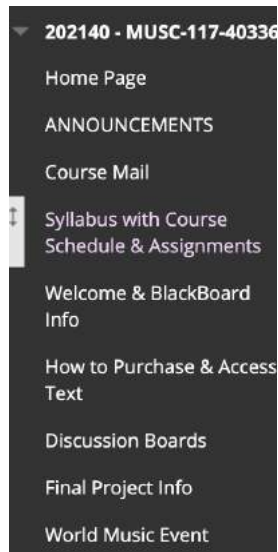 202140 - MUSC-117-40336
Home Page
ANNOUNCEMENTS
Course Mail
Syllabus with Course
Schedule & Assignments
Welcome & BlackBoard
Info
How to Purchase & Access
Text
Discussion Boards
Final Project Info
World Music Event